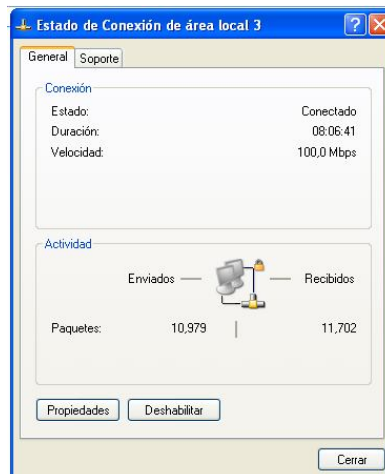 Estado de Conexión de área local 3
General Soporte
Conexión
Estado: Conectado
Duración: 08:06:41
Velocidad: 100,0 Mbps
Actividad
Enviados Recibidos
Paquetes: 10,979 11,702
Propiedades Deshabilitar
Cerrar